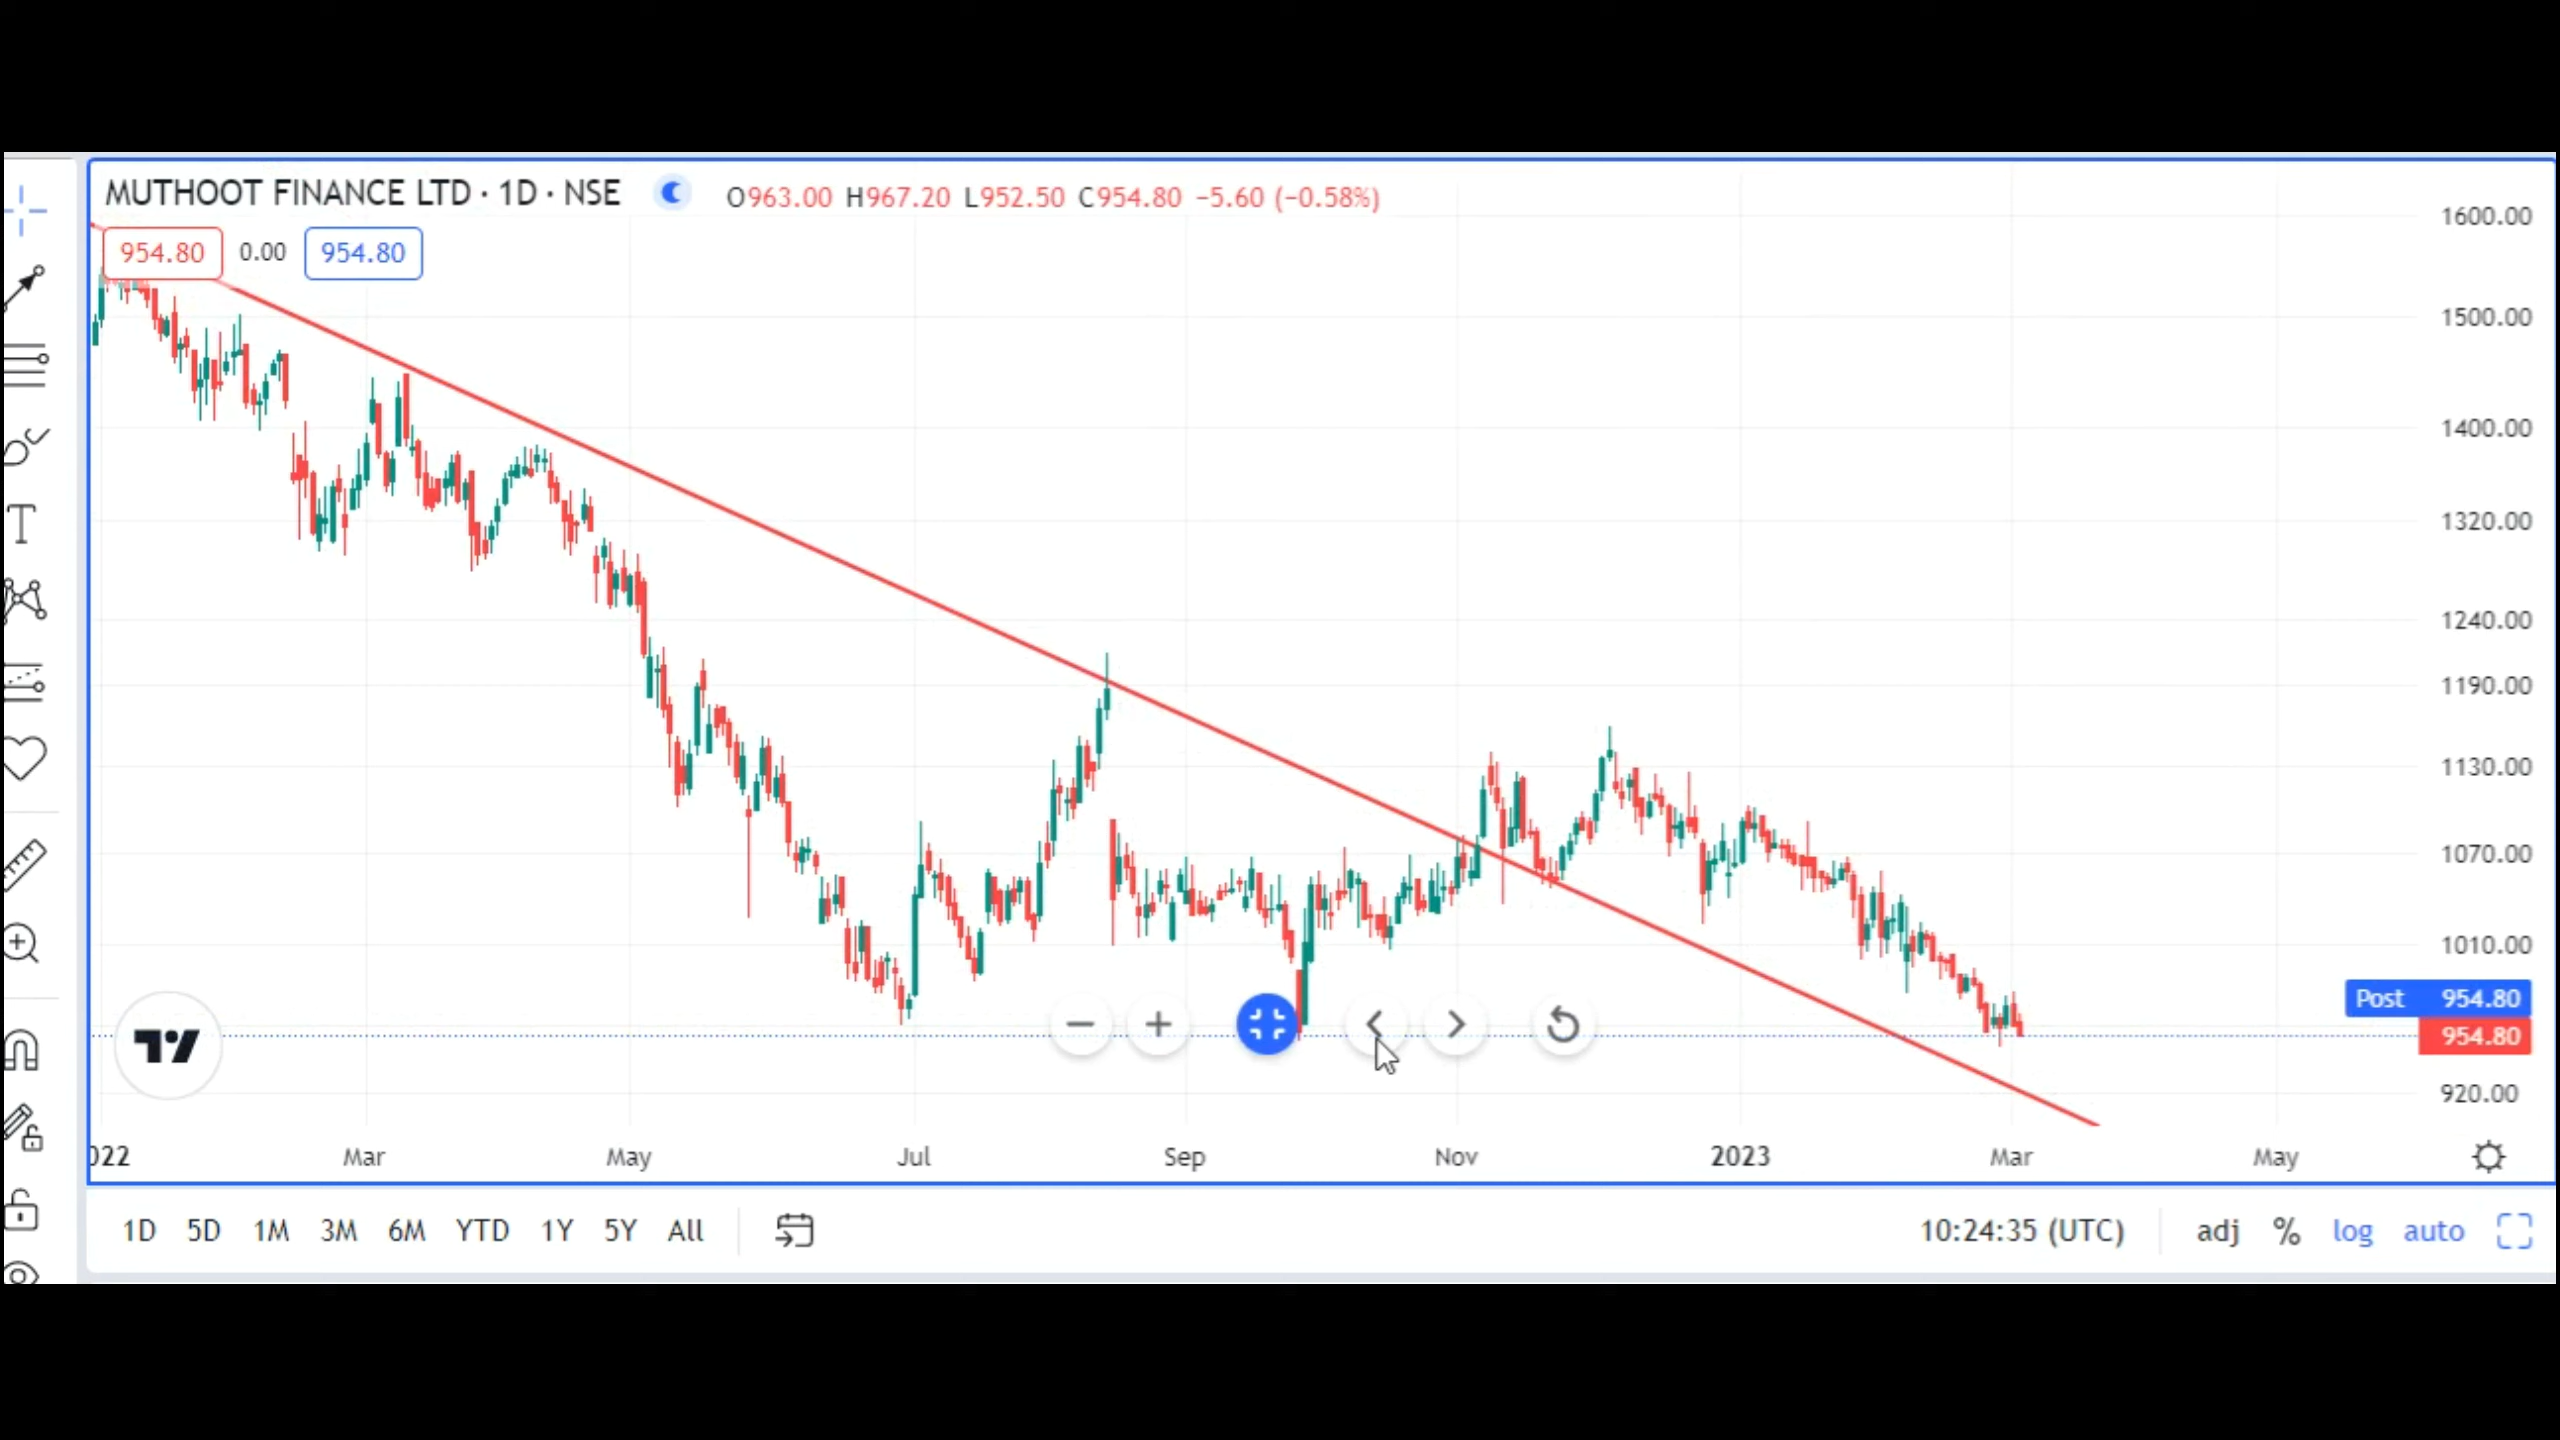 MUTHOOT FINANCE LTD · 1D · NSE O963.00 H967.20 L952.50 C954.80 −5.60 (−0.58%)
954.80 0.00 954.80
1600.00
1500.00
1400.00
1320.00
1240.00
1190.00
1130.00
1070.00
1010.00
Post 954.80
954.80
920.00
022 Mar May Jul Sep Nov 2023 Mar May
1D 5D 1M 3M 6M YTD 1Y 5Y All 10:24:35 (UTC) adj % log auto